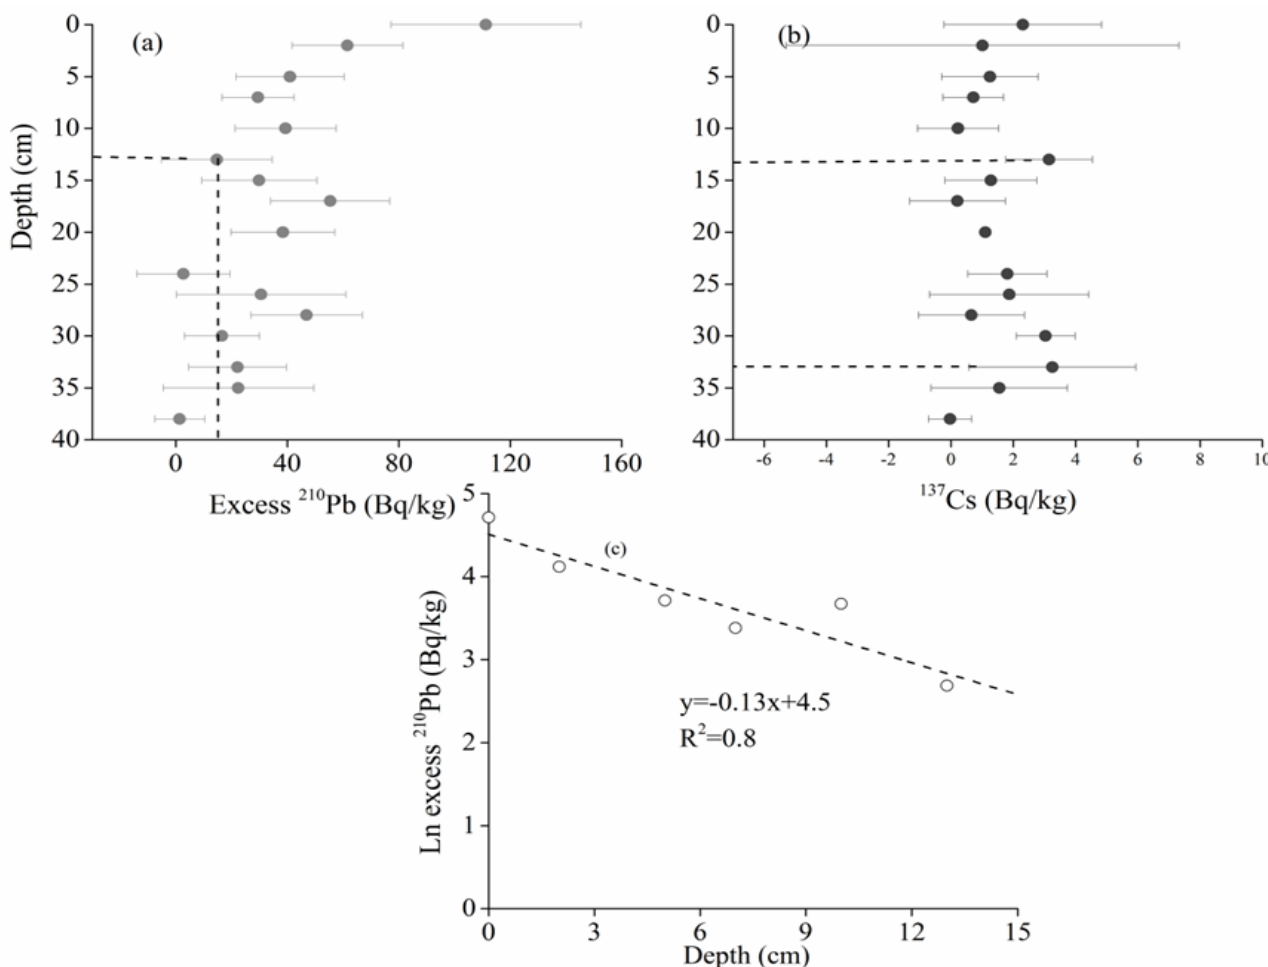 (a)
0
5
10
15
20
25
30
35
40
Depth (cm)
0 40 80 120 160
Excess ²¹⁰Pb (Bq/kg)
(b)
0
5
10
15
20
25
30
35
40
-6 -4 -2 0 2 4 6 8 10
¹³⁷Cs (Bq/kg)
(c)
5
4
3
2
1
0
Ln excess ²¹⁰Pb (Bq/kg)
y=-0.13x+4.5
R²=0.8
0 3 6 9 12 15
Depth (cm)